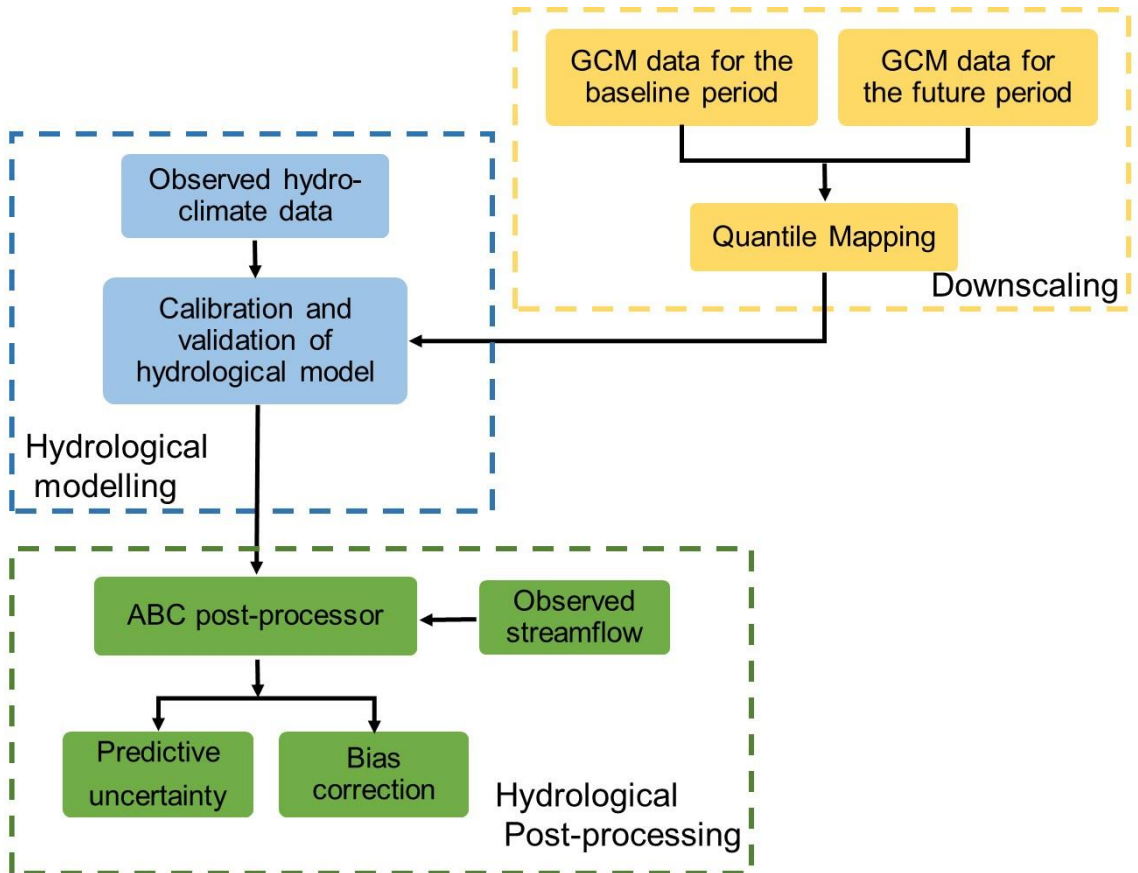 GCM data for the
baseline period
GCM data for
the future period
Quantile Mapping
Downscaling
Observed hydro-
climate data
Calibration and
validation of
hydrological model
Hydrological
modelling
ABC post-processor
Observed
streamflow
Predictive
uncertainty
Bias
correction
Hydrological
Post-processing